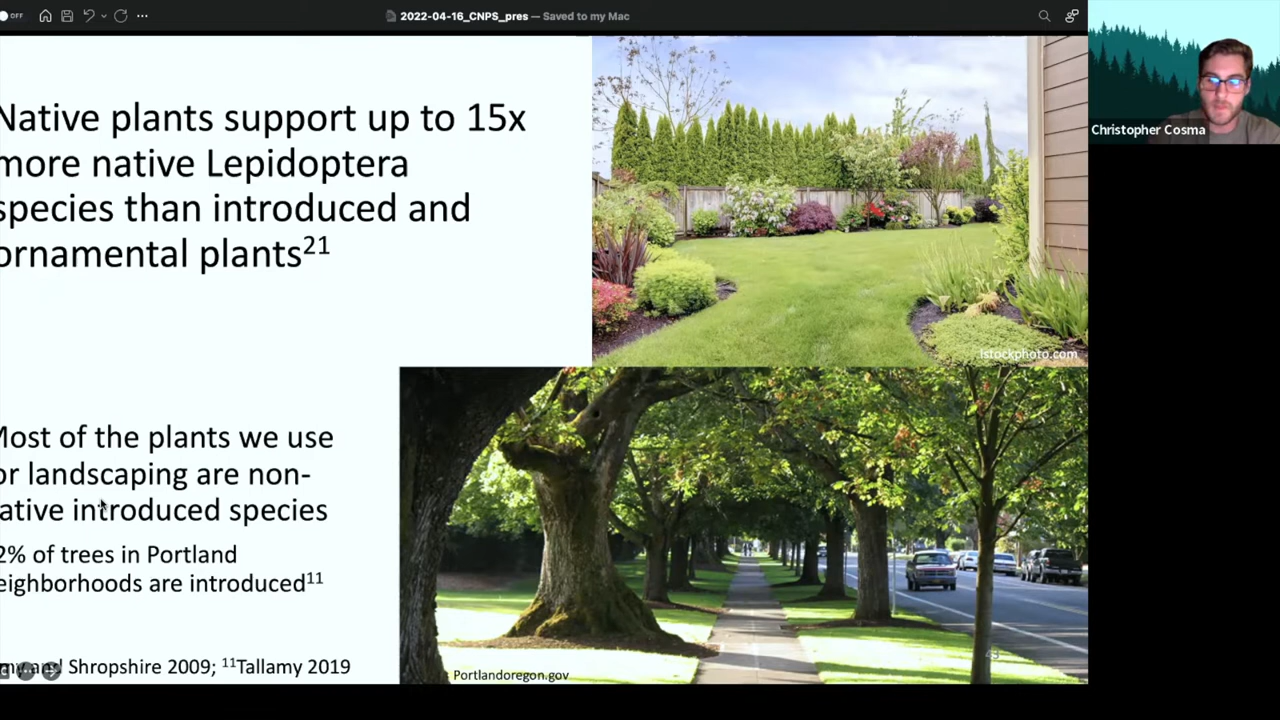 OFF
2022-04-16_CNPS_pres — Saved to my Mac
Native plants support up to 15x
more native Lepidoptera
species than introduced and
ornamental plants21
Istockphoto.com
Christopher Cosma
Most of the plants we use
or landscaping are non-
ative introduced species
2% of trees in Portland
eighborhoods are introduced11
Shropshire 2009; 11Tallamy 2019
Portlandoregon.gov